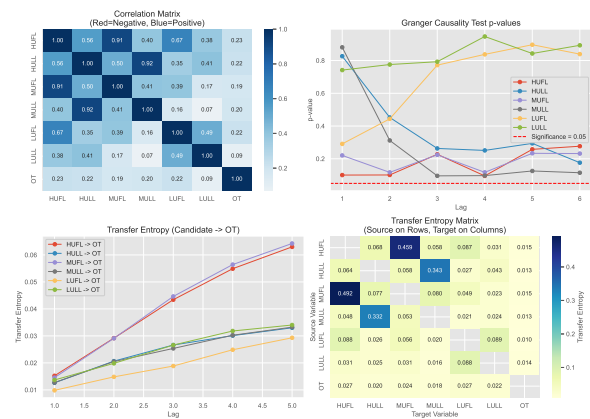 Correlation Matrix
(Red=Negative, Blue=Positive)
HUFL 1.00 0.56 0.91 0.40 0.67 0.38 0.23
HULL 0.56 1.00 0.50 0.92 0.35 0.41 0.22
MUFL 0.91 0.50 1.00 0.41 0.39 0.17 0.22
MULL 0.40 0.92 0.41 1.00 0.16 0.07 0.20
LUFL 0.67 0.35 0.39 0.16 1.00 0.49 0.22
LULL 0.38 0.41 0.17 0.07 0.49 1.00 0.09
OT 0.23 0.22 0.19 0.20 0.22 0.09 1.00
HUFL HULL MUFL MULL LUFL LULL OT
1.0
0.8
0.6
0.4
0.2
Granger Causality Test p-values
p-value
0.8
0.6
0.4
0.2
HUFL
HULL
MUFL
MULL
LUFL
LULL
Significance = 0.05
1 2 3 4 5 6
Lag
Transfer Entropy (Candidate -> OT)
Transfer Entropy
0.06
0.05
0.04
0.03
0.02
0.01
HUFL -> OT
HULL -> OT
MUFL -> OT
MULL -> OT
LUFL -> OT
LULL -> OT
1.0 1.5 2.0 2.5 3.0 3.5 4.0 4.5 5.0
Lag
Transfer Entropy Matrix
(Source on Rows, Target on Columns)
Source Variable
HUFL 0.068 0.459 0.058 0.087 0.031 0.015
HULL 0.064 0.058 0.343 0.027 0.043 0.013
MUFL 0.492 0.077 0.060 0.049 0.023 0.015
MULL 0.048 0.332 0.053 0.021 0.024 0.013
LUFL 0.088 0.026 0.056 0.020 0.089 0.010
LULL 0.031 0.025 0.031 0.016 0.088 0.014
OT 0.027 0.020 0.024 0.018 0.027 0.022
HUFL HULL MUFL MULL LUFL LULL OT
Target Variable
0.4
0.3
0.2
0.1
Transfer Entropy